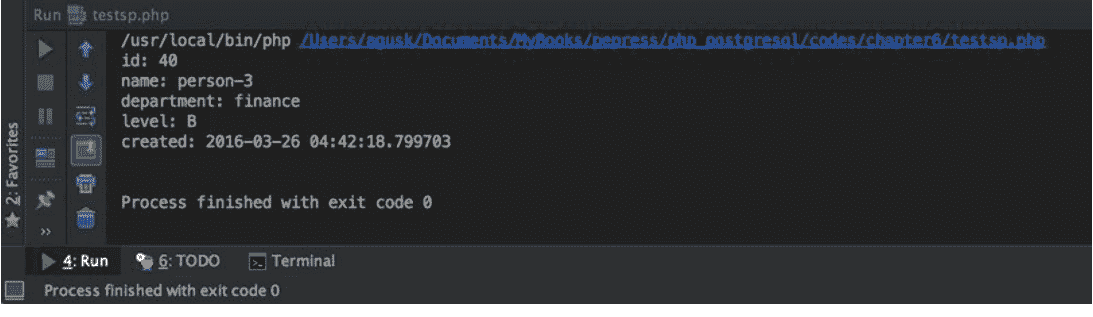 Run testsp.php
/usr/local/bin/php /Users/agusk/Documents/MyBooks/pepress/php_postgresql/codes/chapter6/testsp.php
id: 40
name: person-3
department: finance
level: B
created: 2016-03-26 04:42:18.799703
Process finished with exit code 0
2: Favorites
4: Run
6: TODO
Terminal
Process finished with exit code 0